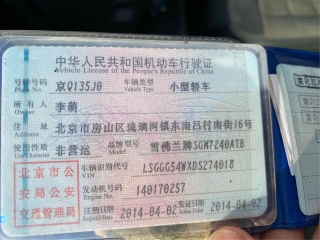 中华人民共和国机动车行驶证
Vehicle License of the People's Republic of China
号牌号码 京Q135J0 车辆类型 小型轿车
Plate No. Vehicle Type
所有人 李萌
Owner
住址 北京市房山区琉璃河镇东南吕村南街16号
Address
使用性质 非营运 品牌型号 雪佛兰牌SGM7240ATB
Use Character Model
车辆识别代号 LSGGG54WXDS274018
VIN
发动机号码 140170257
Engine No.
注册日期 2014-04-02 发证日期 2014-04-02
Register Date Issue Date
北京市公
安局公安
交通管理局